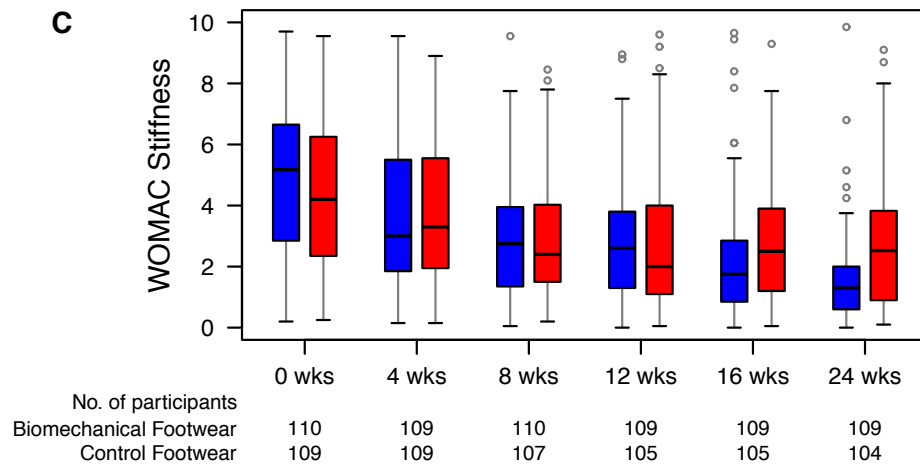 C
WOMAC Stiffness
10
8
6
4
2
0
0 wks 4 wks 8 wks 12 wks 16 wks 24 wks
No. of participants
Biomechanical Footwear 110 109 110 109 109 109
Control Footwear 109 109 107 105 105 104